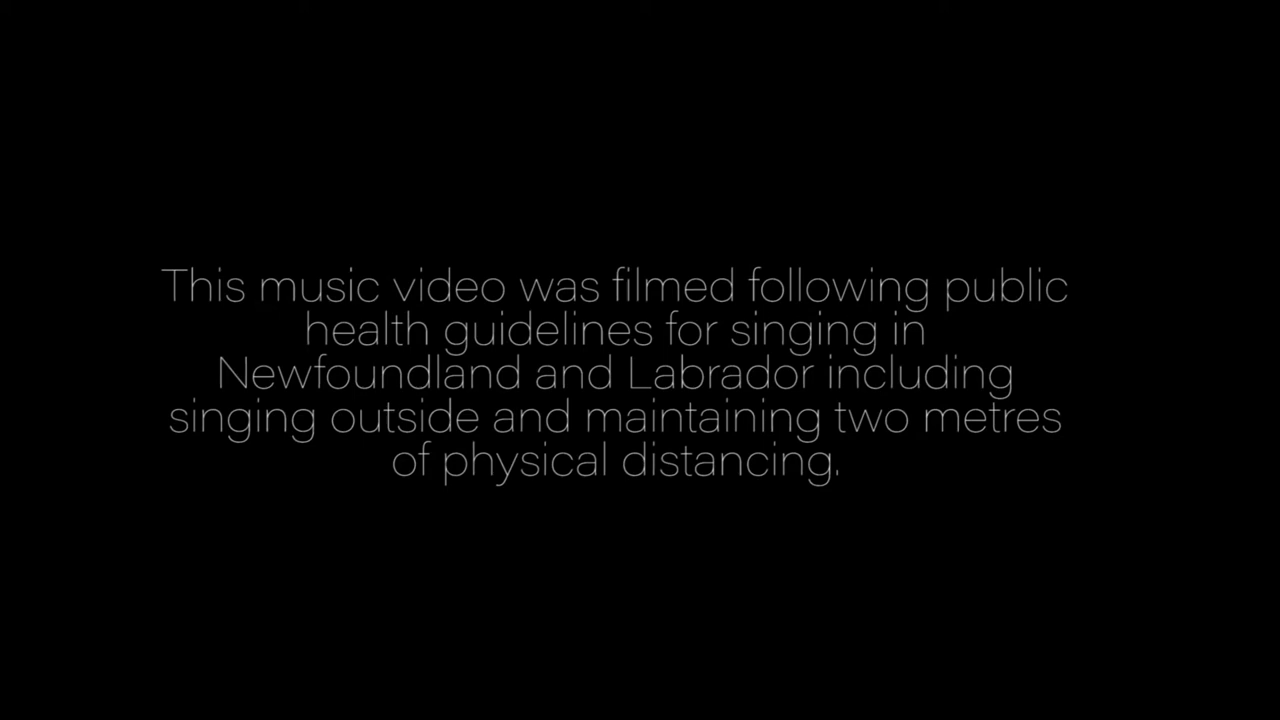 This music video was filmed following public
health guidelines for singing in
Newfoundland and Labrador including
singing outside and maintaining two metres
of physical distancing.